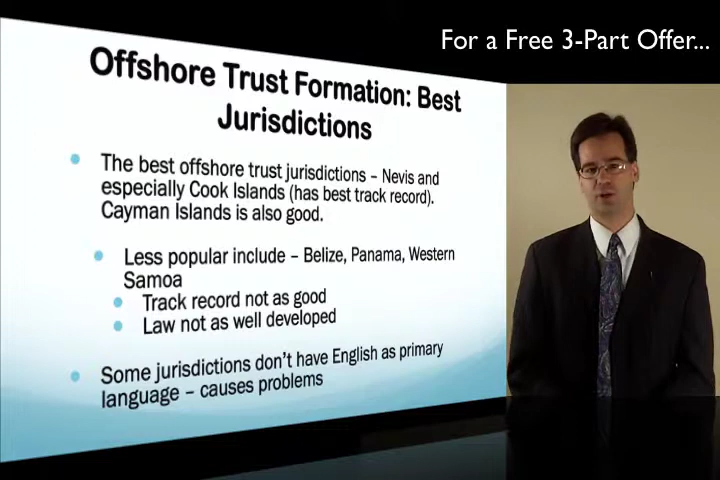 For a Free 3-Part Offer...
Offshore Trust Formation: Best
Jurisdictions
The best offshore trust jurisdictions – Nevis and
especially Cook Islands (has best track record).
Cayman Islands is also good.
Less popular include – Belize, Panama, Western
Samoa
Track record not as good
Law not as well developed
Some jurisdictions don't have English as primary
language – causes problems